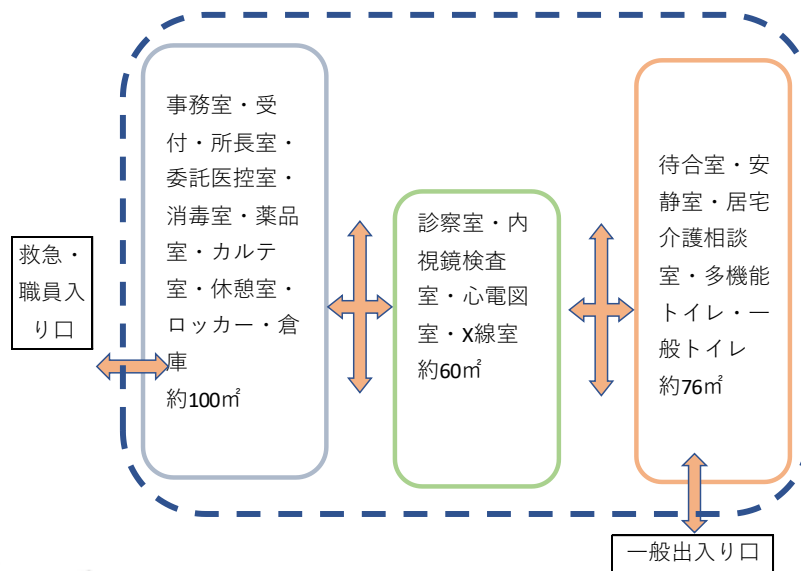 事務室・受
付・所長室・
委託医控室・
消毒室・薬品
室・カルテ
室・休憩室・
ロッカー・倉
庫
約100㎡
救急・
職員入
り口
診察室・内
視鏡検査
室・心電図
室・X線室
約60㎡
待合室・安
静室・居宅
介護相談
室・多機能
トイレ・一
般トイレ
約76㎡
一般出入り口